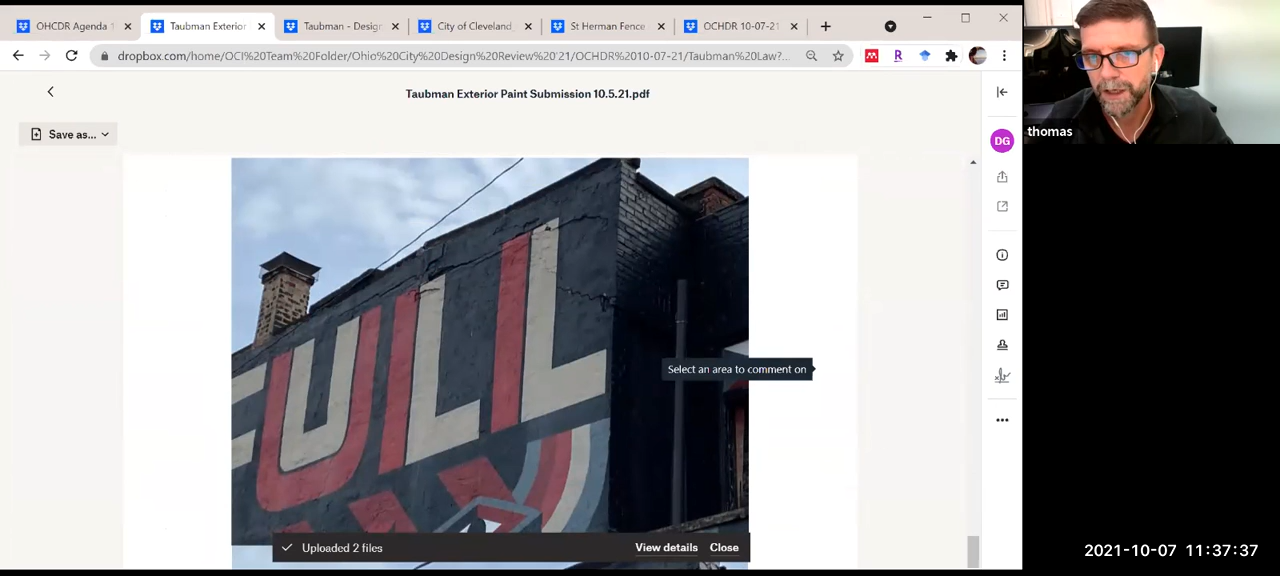 OHCDR Agenda 1
Taubman Exterior
Taubman - Design
City of Cleveland
St Herman Fence
OCHDR 10-07-21
dropbox.com/home/OCI%20Team%20Folder/Ohio%20City%20Design%20Review/OCHDR%2010-07-21/Taubman%20Law?...
Taubman Exterior Paint Submission 10.5.21.pdf
Save as...
DG
thomas
FULL
Select an area to comment on
Uploaded 2 files
View details
Close
2021-10-07 11:37:37